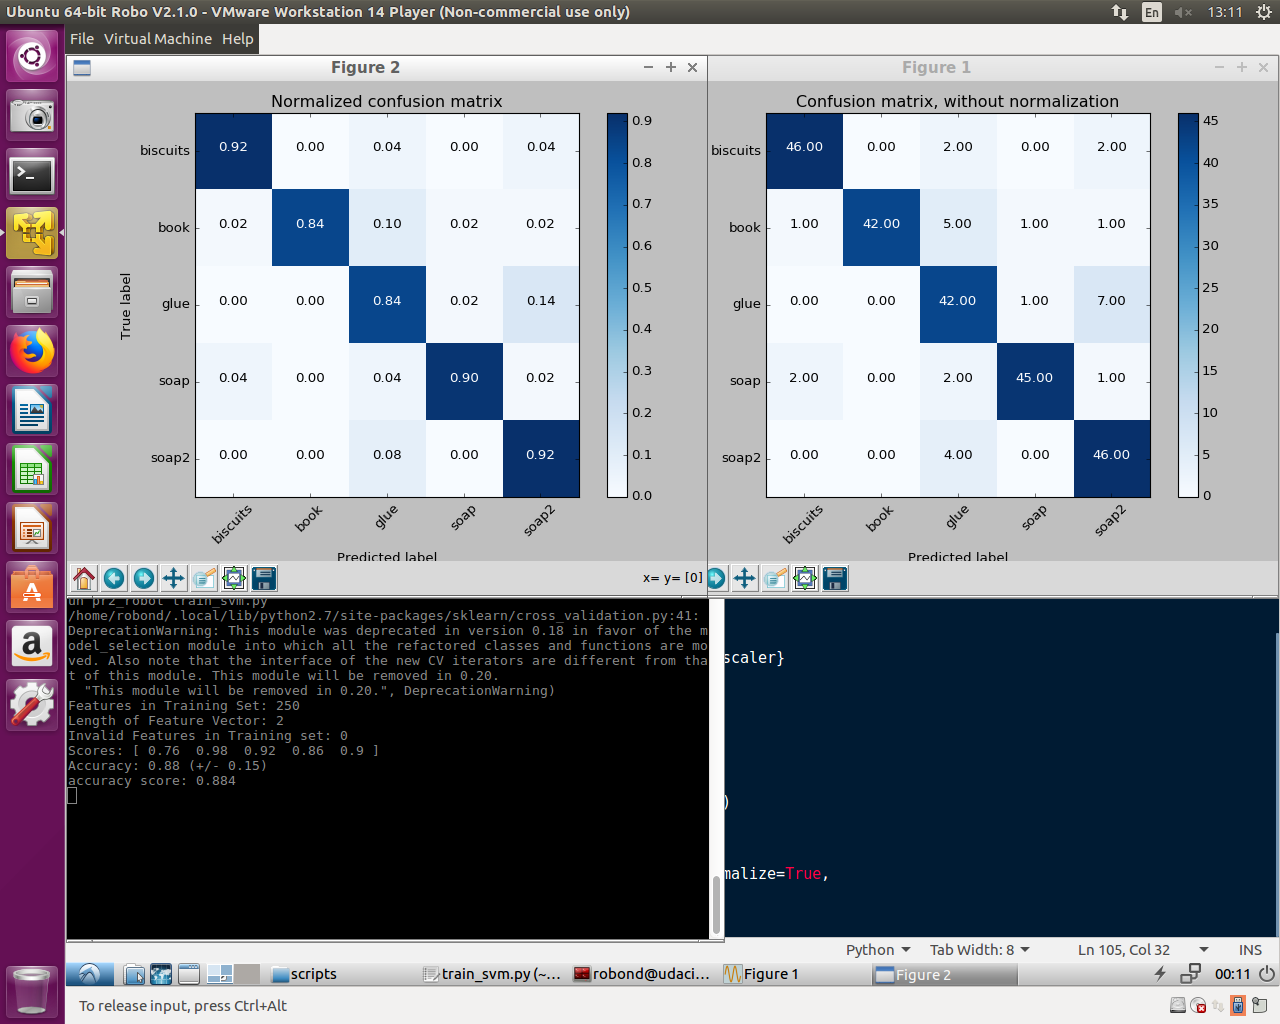 Ubuntu 64-bit Robo V2.1.0 - VMware Workstation 14 Player (Non-commercial use only)
En
13:11
File Virtual Machine Help
Figure 2
Normalized confusion matrix
True label
biscuits 0.92 0.00 0.04 0.00 0.04
book 0.02 0.84 0.10 0.02 0.02
glue 0.00 0.00 0.84 0.02 0.14
soap 0.04 0.00 0.04 0.90 0.02
soap2 0.00 0.00 0.08 0.00 0.92
biscuits book glue soap soap2
Predicted label
0.9
0.8
0.7
0.6
0.5
0.4
0.3
0.2
0.1
0.0
x= y= [0]
Figure 1
Confusion matrix, without normalization
biscuits 46.00 0.00 2.00 0.00 2.00
book 1.00 42.00 5.00 1.00 1.00
glue 0.00 0.00 42.00 1.00 7.00
soap 2.00 0.00 2.00 45.00 1.00
soap2 0.00 0.00 4.00 0.00 46.00
biscuits book glue soap soap2
Predicted label
45
40
35
30
25
20
15
10
5
0
un pr2_robot train_svm.py
/home/robond/.local/lib/python2.7/site-packages/sklearn/cross_validation.py:41:
DeprecationWarning: This module was deprecated in version 0.18 in favor of the m
odel_selection module into which all the refactored classes and functions are mo
ved. Also note that the interface of the new CV iterators are different from tha
t of this module. This module will be removed in 0.20.
"This module will be removed in 0.20.", DeprecationWarning)
Features in Training Set: 250
Length of Feature Vector: 2
Invalid Features in Training set: 0
Scores: [ 0.76 0.98 0.92 0.86 0.9 ]
Accuracy: 0.88 (+/- 0.15)
accuracy score: 0.884
scaler}
)
malize=True,
Python Tab Width: 8 Ln 105, Col 32 INS
scripts
train_svm.py (~...
robond@udaci...
Figure 1
Figure 2
00:11
To release input, press Ctrl+Alt